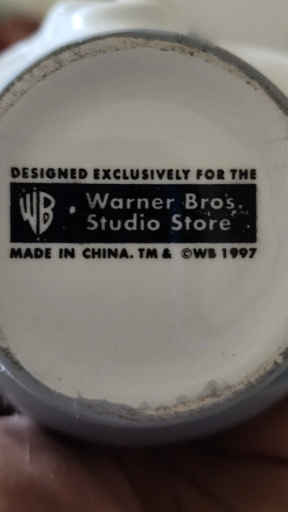 DESIGNED EXCLUSIVELY FOR THE
WB . Warner Bros.
Studio Store
MADE IN CHINA. TM & ©WB 1997